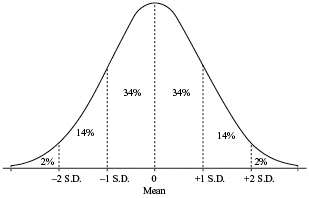 34% 34%
14% 14%
2% 2%
–2 S.D. –1 S.D. 0 +1 S.D. +2 S.D.
Mean